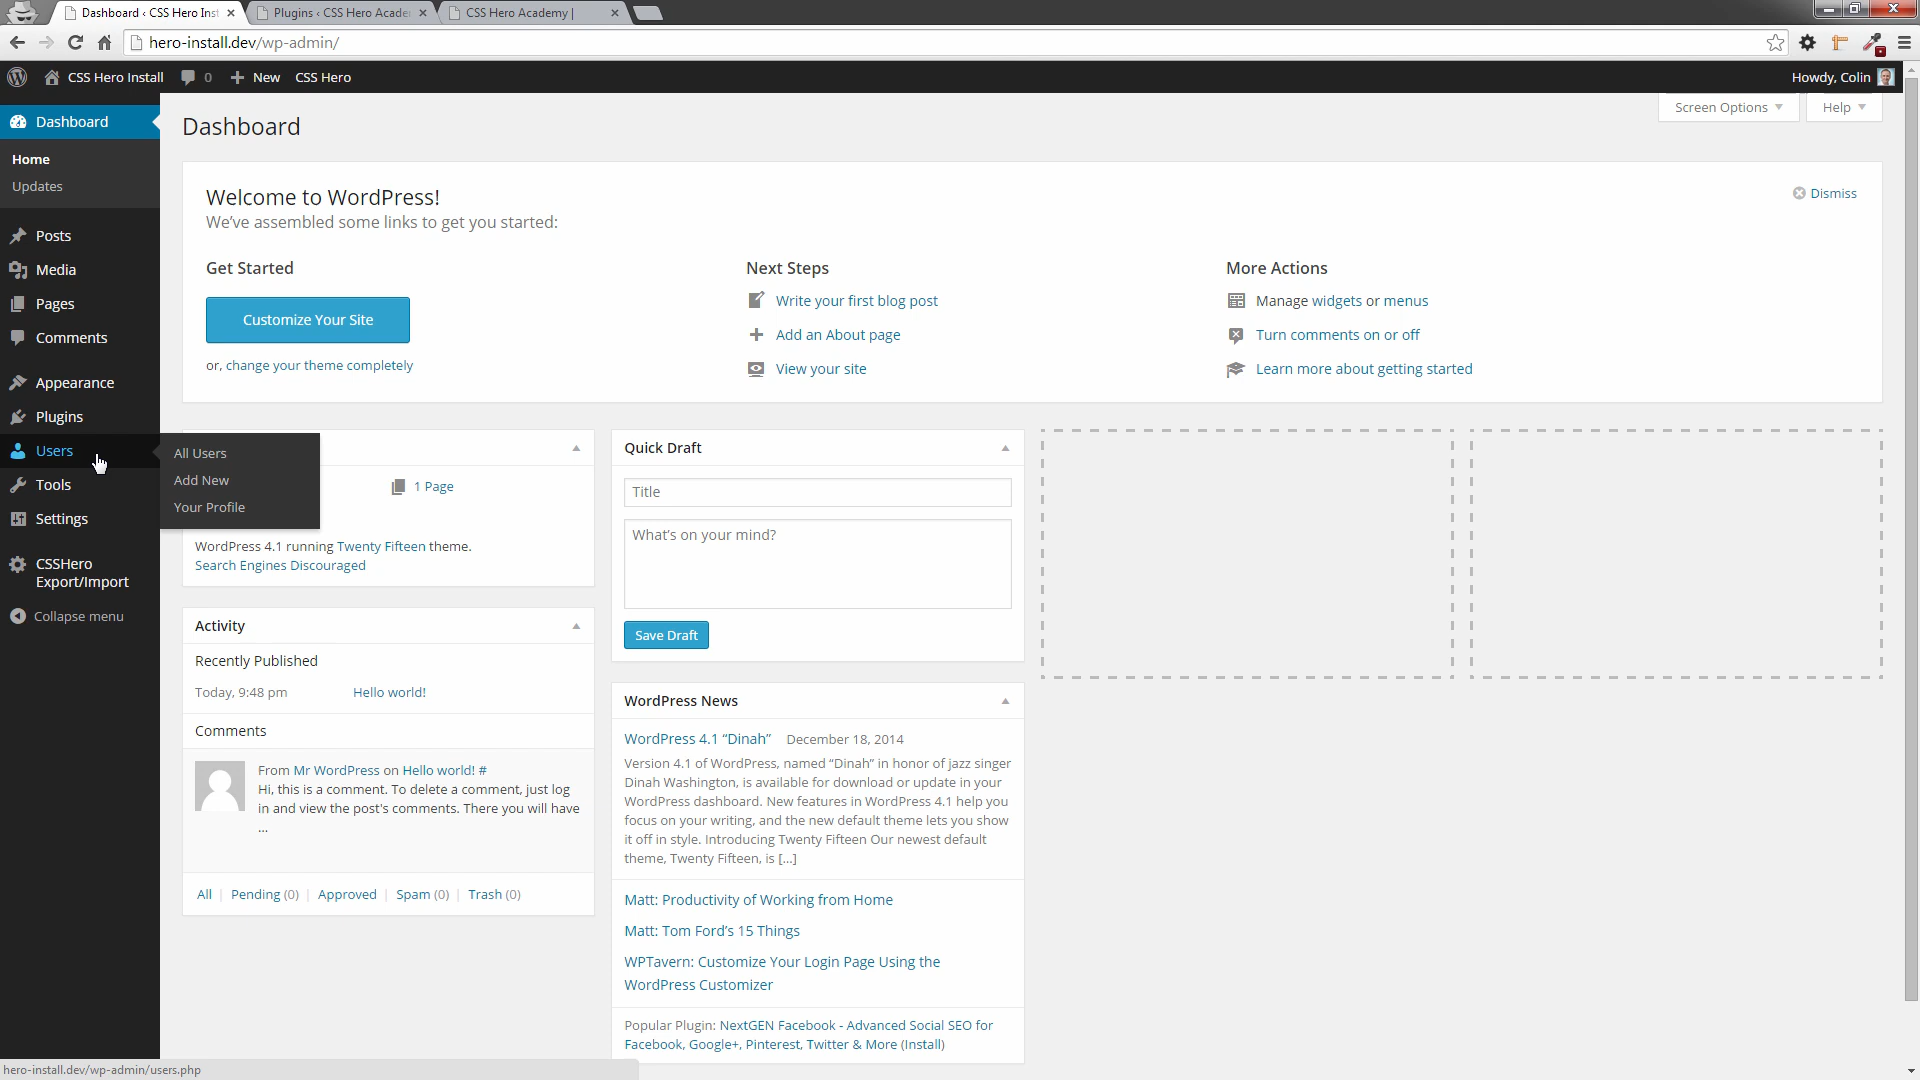 Dashboard ‹ CSS Hero Inst
Plugins ‹ CSS Hero Acade
CSS Hero Academy |
hero-install.dev/wp-admin/
CSS Hero Install
0
New
CSS Hero
Howdy, Colin
Dashboard
Home
Updates
Posts
Media
Pages
Comments
Appearance
Plugins
Users
Tools
Settings
CSSHero
Export/Import
Collapse menu
All Users
Add New
Your Profile
Dashboard
Screen Options
Help
Welcome to WordPress!
We've assembled some links to get you started:
Dismiss
Get Started
Customize Your Site
or, change your theme completely
Next Steps
Write your first blog post
Add an About page
View your site
More Actions
Manage widgets or menus
Turn comments on or off
Learn more about getting started
1 Page
WordPress 4.1 running Twenty Fifteen theme.
Search Engines Discouraged
Activity
Recently Published
Today, 9:48 pm
Hello world!
Comments
From Mr WordPress on Hello world! #
Hi, this is a comment. To delete a comment, just log
in and view the post's comments. There you will have
...
All | Pending (0) | Approved | Spam (0) | Trash (0)
Quick Draft
Title
What's on your mind?
Save Draft
WordPress News
WordPress 4.1 “Dinah” December 18, 2014
Version 4.1 of WordPress, named “Dinah” in honor of jazz singer
Dinah Washington, is available for download or update in your
WordPress dashboard. New features in WordPress 4.1 help you
focus on your writing, and the new default theme lets you show
it off in style. Introducing Twenty Fifteen Our newest default
theme, Twenty Fifteen, is [...]
Matt: Productivity of Working from Home
Matt: Tom Ford’s 15 Things
WPTavern: Customize Your Login Page Using the
WordPress Customizer
Popular Plugin: NextGEN Facebook - Advanced Social SEO for
Facebook, Google+, Pinterest, Twitter & More (Install)
hero-install.dev/wp-admin/users.php